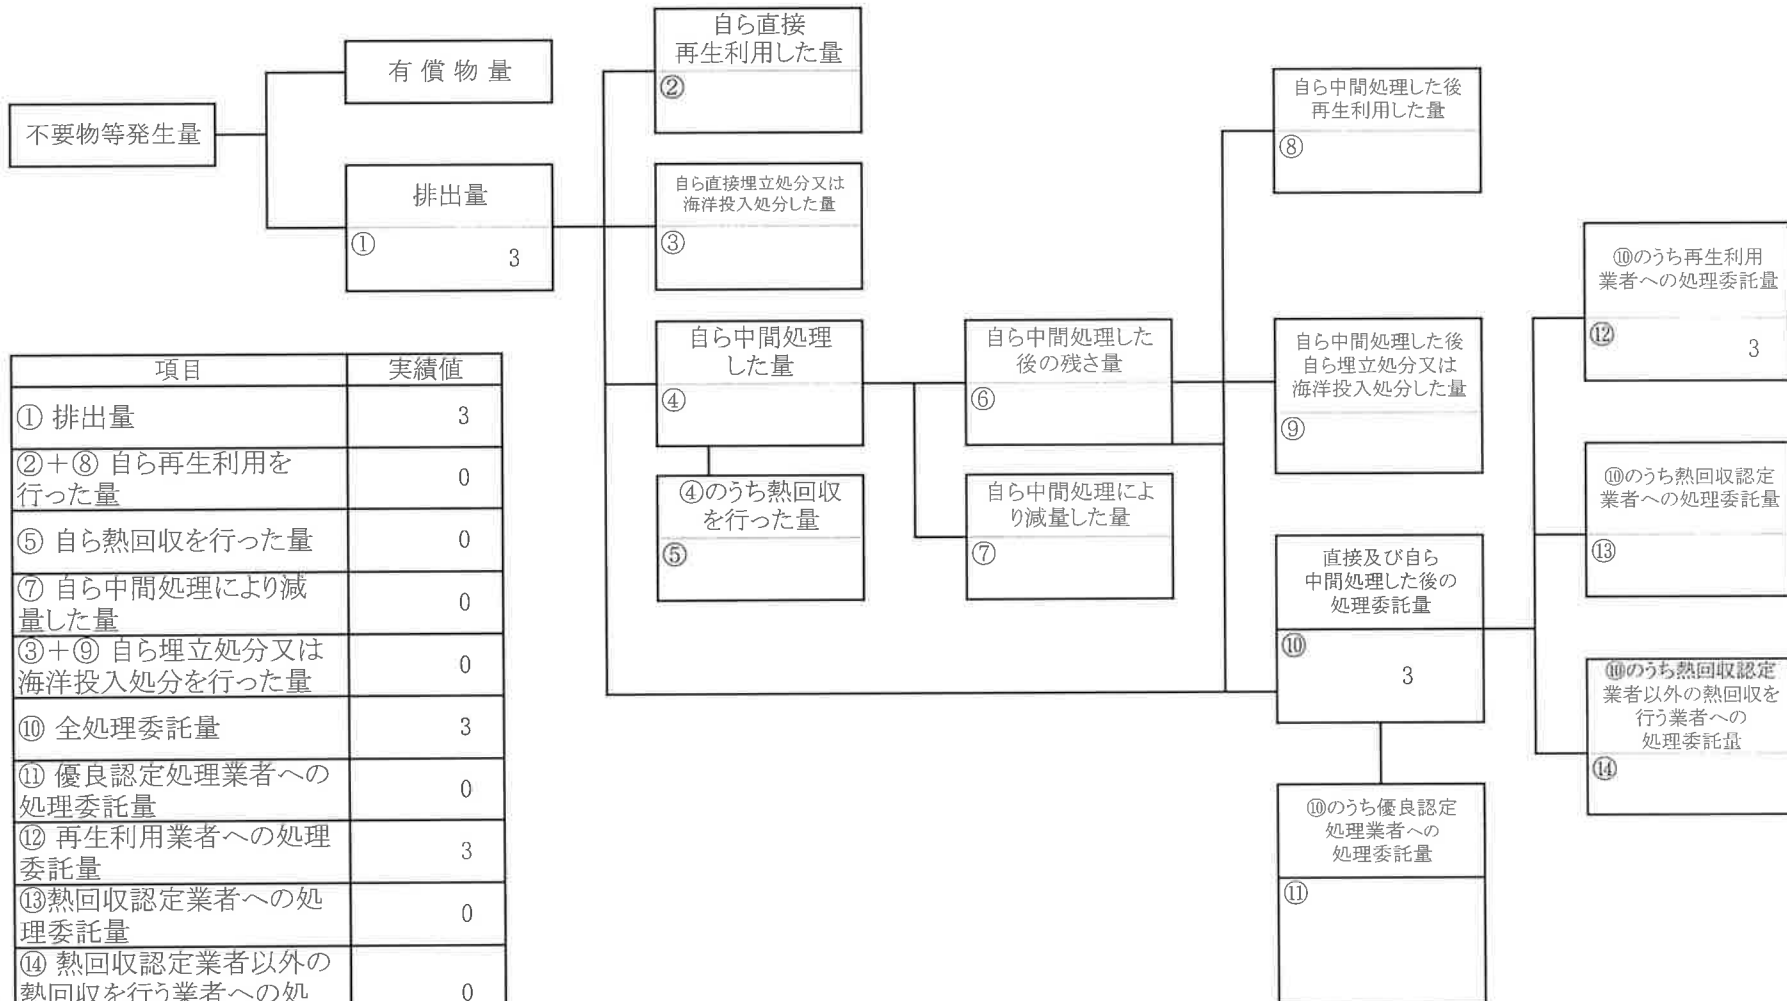 不要物等発生量
有償物量
排出量
①
3
自ら直接
再生利用した量
②
自ら直接埋立処分又は
海洋投入処分した量
③
自ら中間処理
した量
④
④のうち熱回収
を行った量
⑤
自ら中間処理した
後の残さ量
⑥
自ら中間処理によ
り減量した量
⑦
自ら中間処理した後
再生利用した量
⑧
自ら中間処理した後
自ら埋立処分又は
海洋投入処分した量
⑨
直接及び自ら
中間処理した後の
処理委託量
⑩
3
⑩のうち優良認定
処理業者への
処理委託量
⑪
⑩のうち再生利用
業者への処理委託量
⑫
3
⑩のうち熱回収認定
業者への処理委託量
⑬
⑩のうち熱回収認定
業者以外の熱回収を
行う業者への
処理委託量
⑭
項目 実績値
① 排出量 3
②+⑧ 自ら再生利用を
行った量 0
⑤ 自ら熱回収を行った量 0
⑦ 自ら中間処理により減
量した量 0
③+⑨ 自ら埋立処分又は
海洋投入処分を行った量 0
⑩ 全処理委託量 3
⑪ 優良認定処理業者への
処理委託量 0
⑫ 再生利用業者への処理
委託量 3
⑬熱回収認定業者への処
理委託量 0
⑭ 熱回収認定業者以外の
熱回収を行う業者への処 0